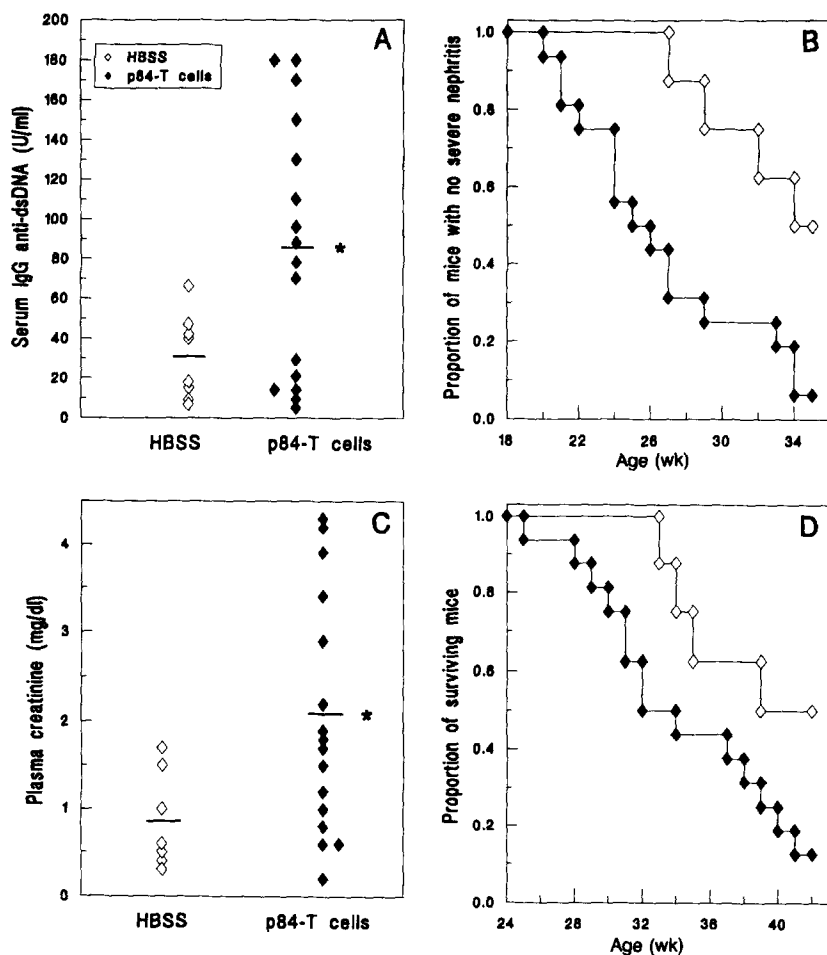 A
HBSS
p84-T cells
Serum IgG anti-dsDNA (U/ml)
200
180
160
140
120
100
80
60
40
20
0
*
HBSS
p84-T cells
B
Proportion of mice with no severe nephritis
1.0
0.8
0.6
0.4
0.2
0.0
18
22
26
30
34
Age (wk)
C
Plasma creatinine (mg/dl)
4
3
2
1
0
*
HBSS
p84-T cells
D
Proportion of surviving mice
1.0
0.8
0.6
0.4
0.2
0.0
24
28
32
36
40
Age (wk)